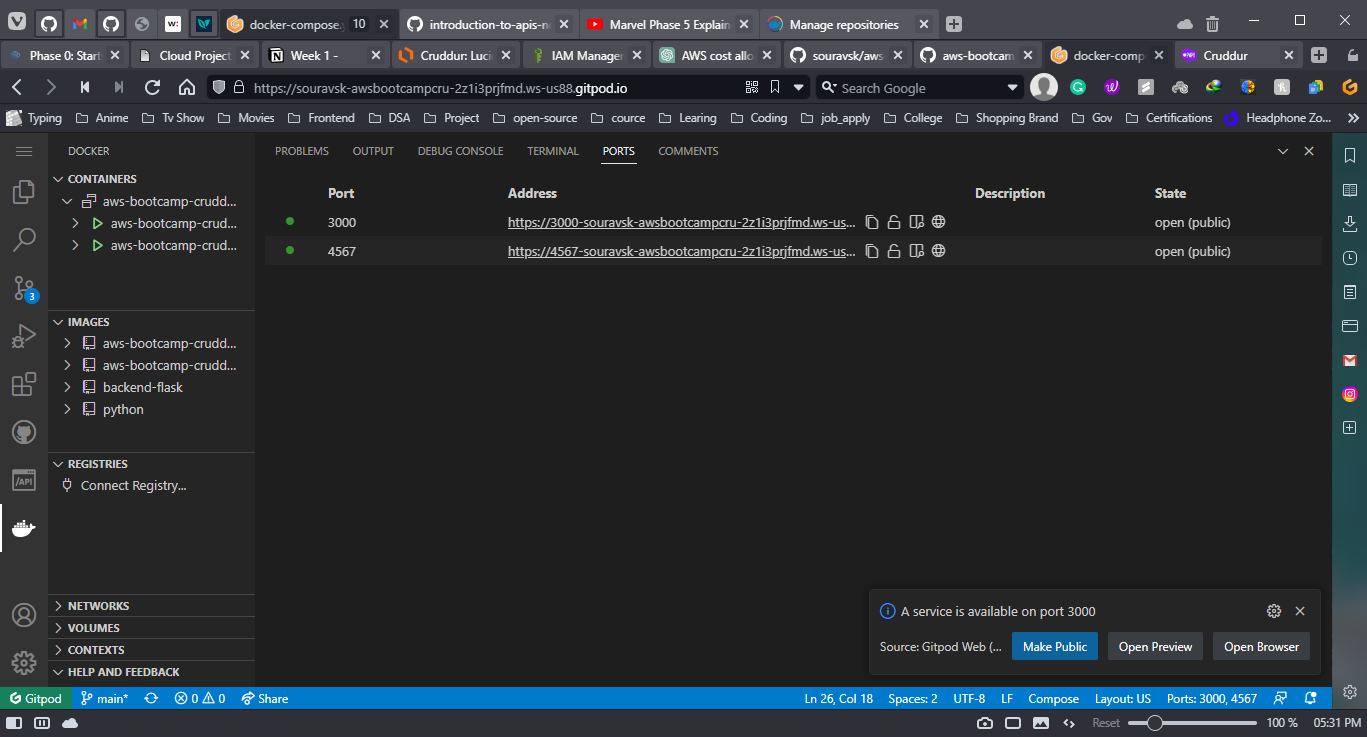 docker-compose.y 10
introduction-to-apis-n
Marvel Phase 5 Explain
Manage repositories
Phase 0: Start
Cloud Project
Week 1 -
Cruddur: Luci
IAM Manager
AWS cost allo
souravsk/aws
aws-bootcam
docker-comp
Cruddur
https://souravsk-awsbootcampcru-2z1i3prjfmd.ws-us88.gitpod.io
Search Google
Typing Anime Tv Show Movies Frontend DSA Project open-source cource Learing Coding job_apply College Shopping Brand Gov Certifications Headphone Zo...
DOCKER
CONTAINERS
aws-bootcamp-crudd...
aws-bootcamp-crud...
aws-bootcamp-crud...
IMAGES
aws-bootcamp-crudd...
aws-bootcamp-crudd...
backend-flask
python
REGISTRIES
Connect Registry...
NETWORKS
VOLUMES
CONTEXTS
HELP AND FEEDBACK
3
/API
PROBLEMS OUTPUT DEBUG CONSOLE TERMINAL PORTS COMMENTS
Port Address Description State
3000 https://3000-souravsk-awsbootcampcru-2z1i3prjfmd.ws-us... open (public)
4567 https://4567-souravsk-awsbootcampcru-2z1i3prjfmd.ws-us... open (public)
A service is available on port 3000
Source: Gitpod Web (... Make Public Open Preview Open Browser
Gitpod main* 0 0 Share Ln 26, Col 18 Spaces: 2 UTF-8 LF Compose Layout: US Ports: 3000, 4567
Reset 100 % 05:31 PM